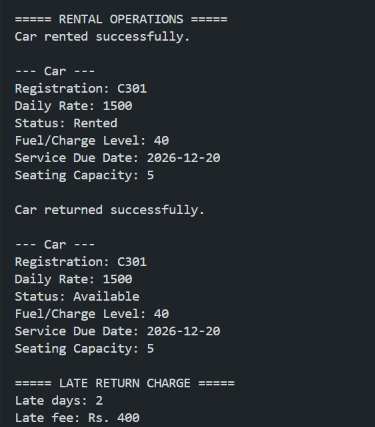 ===== RENTAL OPERATIONS =====
Car rented successfully.
--- Car ---
Registration: C301
Daily Rate: 1500
Status: Rented
Fuel/Charge Level: 40
Service Due Date: 2026-12-20
Seating Capacity: 5
Car returned successfully.
--- Car ---
Registration: C301
Daily Rate: 1500
Status: Available
Fuel/Charge Level: 40
Service Due Date: 2026-12-20
Seating Capacity: 5
===== LATE RETURN CHARGE =====
Late days: 2
Late fee: Rs. 400